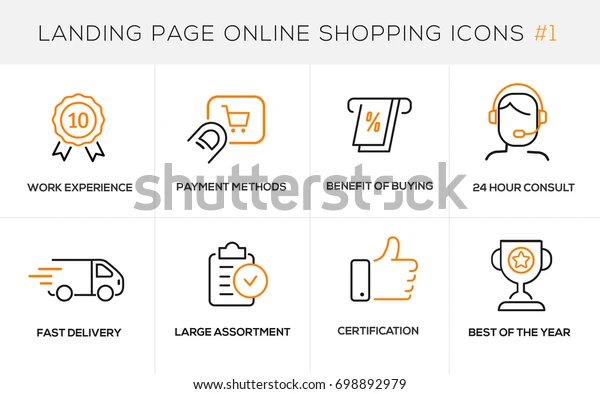 LANDING PAGE ONLINE SHOPPING ICONS #1
10
%
WORK EXPERIENCE
PAYMENT METHODS
BENEFIT OF BUYING
24 HOUR CONSULT
shutterstock
FAST DELIVERY
LARGE ASSORTMENT
CERTIFICATION
BEST OF THE YEAR
www.shutterstock.com · 698892979